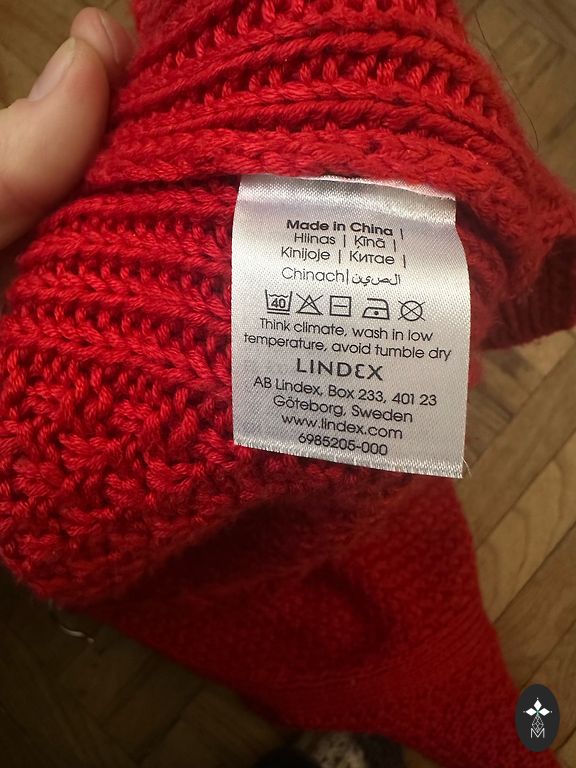 Made in China |
Hiinas | Ķīnā |
Kinijoje | Китае |
Chinach | الصين
40
Think climate, wash in low
temperature, avoid tumble dry
LINDEX
AB Lindex, Box 233, 401 23
Göteborg, Sweden
www.lindex.com
6985205-000
M